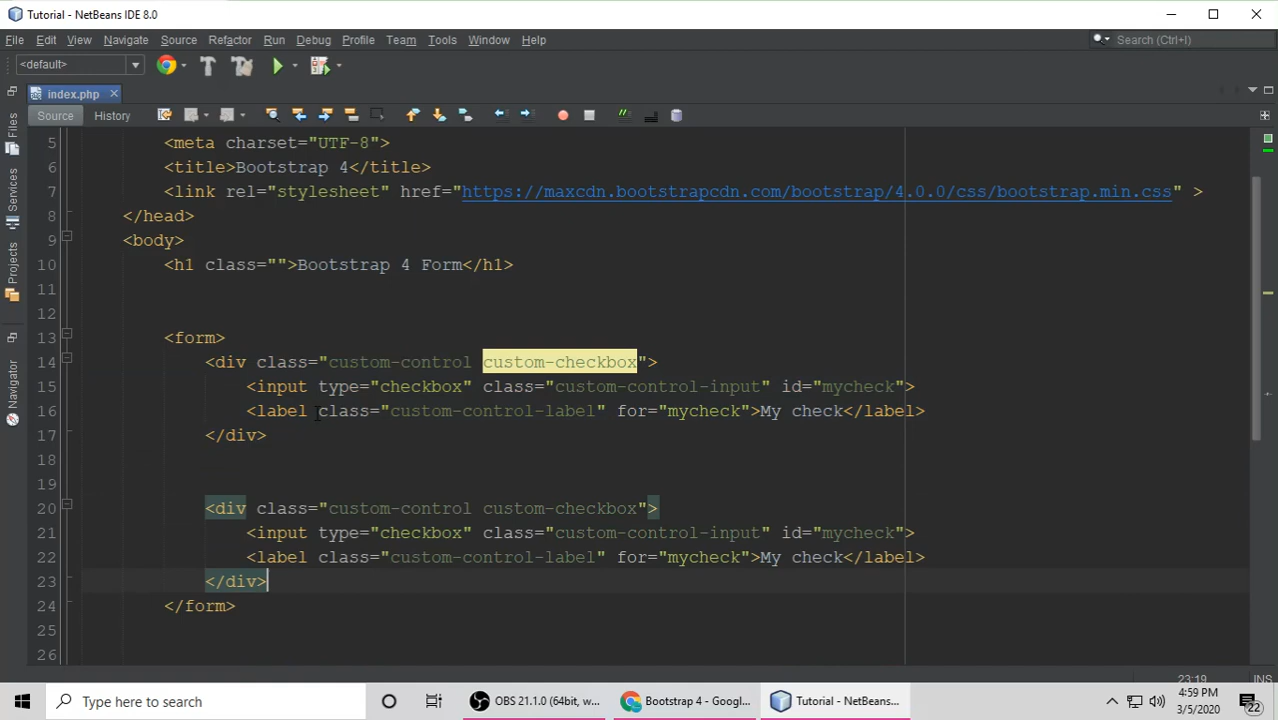 Tutorial - NetBeans IDE 8.0
File Edit View Navigate Source Refactor Run Debug Profile Team Tools Window Help
Search (Ctrl+I)
<default>
index.php
Source History
Files
Services
Projects
Navigator
5 <meta charset="UTF-8">
6 <title>Bootstrap 4</title>
7 <link rel="stylesheet" href="https://maxcdn.bootstrapcdn.com/bootstrap/4.0.0/css/bootstrap.min.css" >
8 </head>
9 <body>
10 <h1 class="">Bootstrap 4 Form</h1>
11
12
13 <form>
14 <div class="custom-control custom-checkbox">
15 <input type="checkbox" class="custom-control-input" id="mycheck">
16 <label class="custom-control-label" for="mycheck">My check</label>
17 </div>
18
19
20 <div class="custom-control custom-checkbox">
21 <input type="checkbox" class="custom-control-input" id="mycheck">
22 <label class="custom-control-label" for="mycheck">My check</label>
23 </div>
24 </form>
25
26
23:19 INS
Type here to search
OBS 21.1.0 (64bit, w...
Bootstrap 4 - Googl...
Tutorial - NetBeans...
4:59 PM
3/5/2020
22